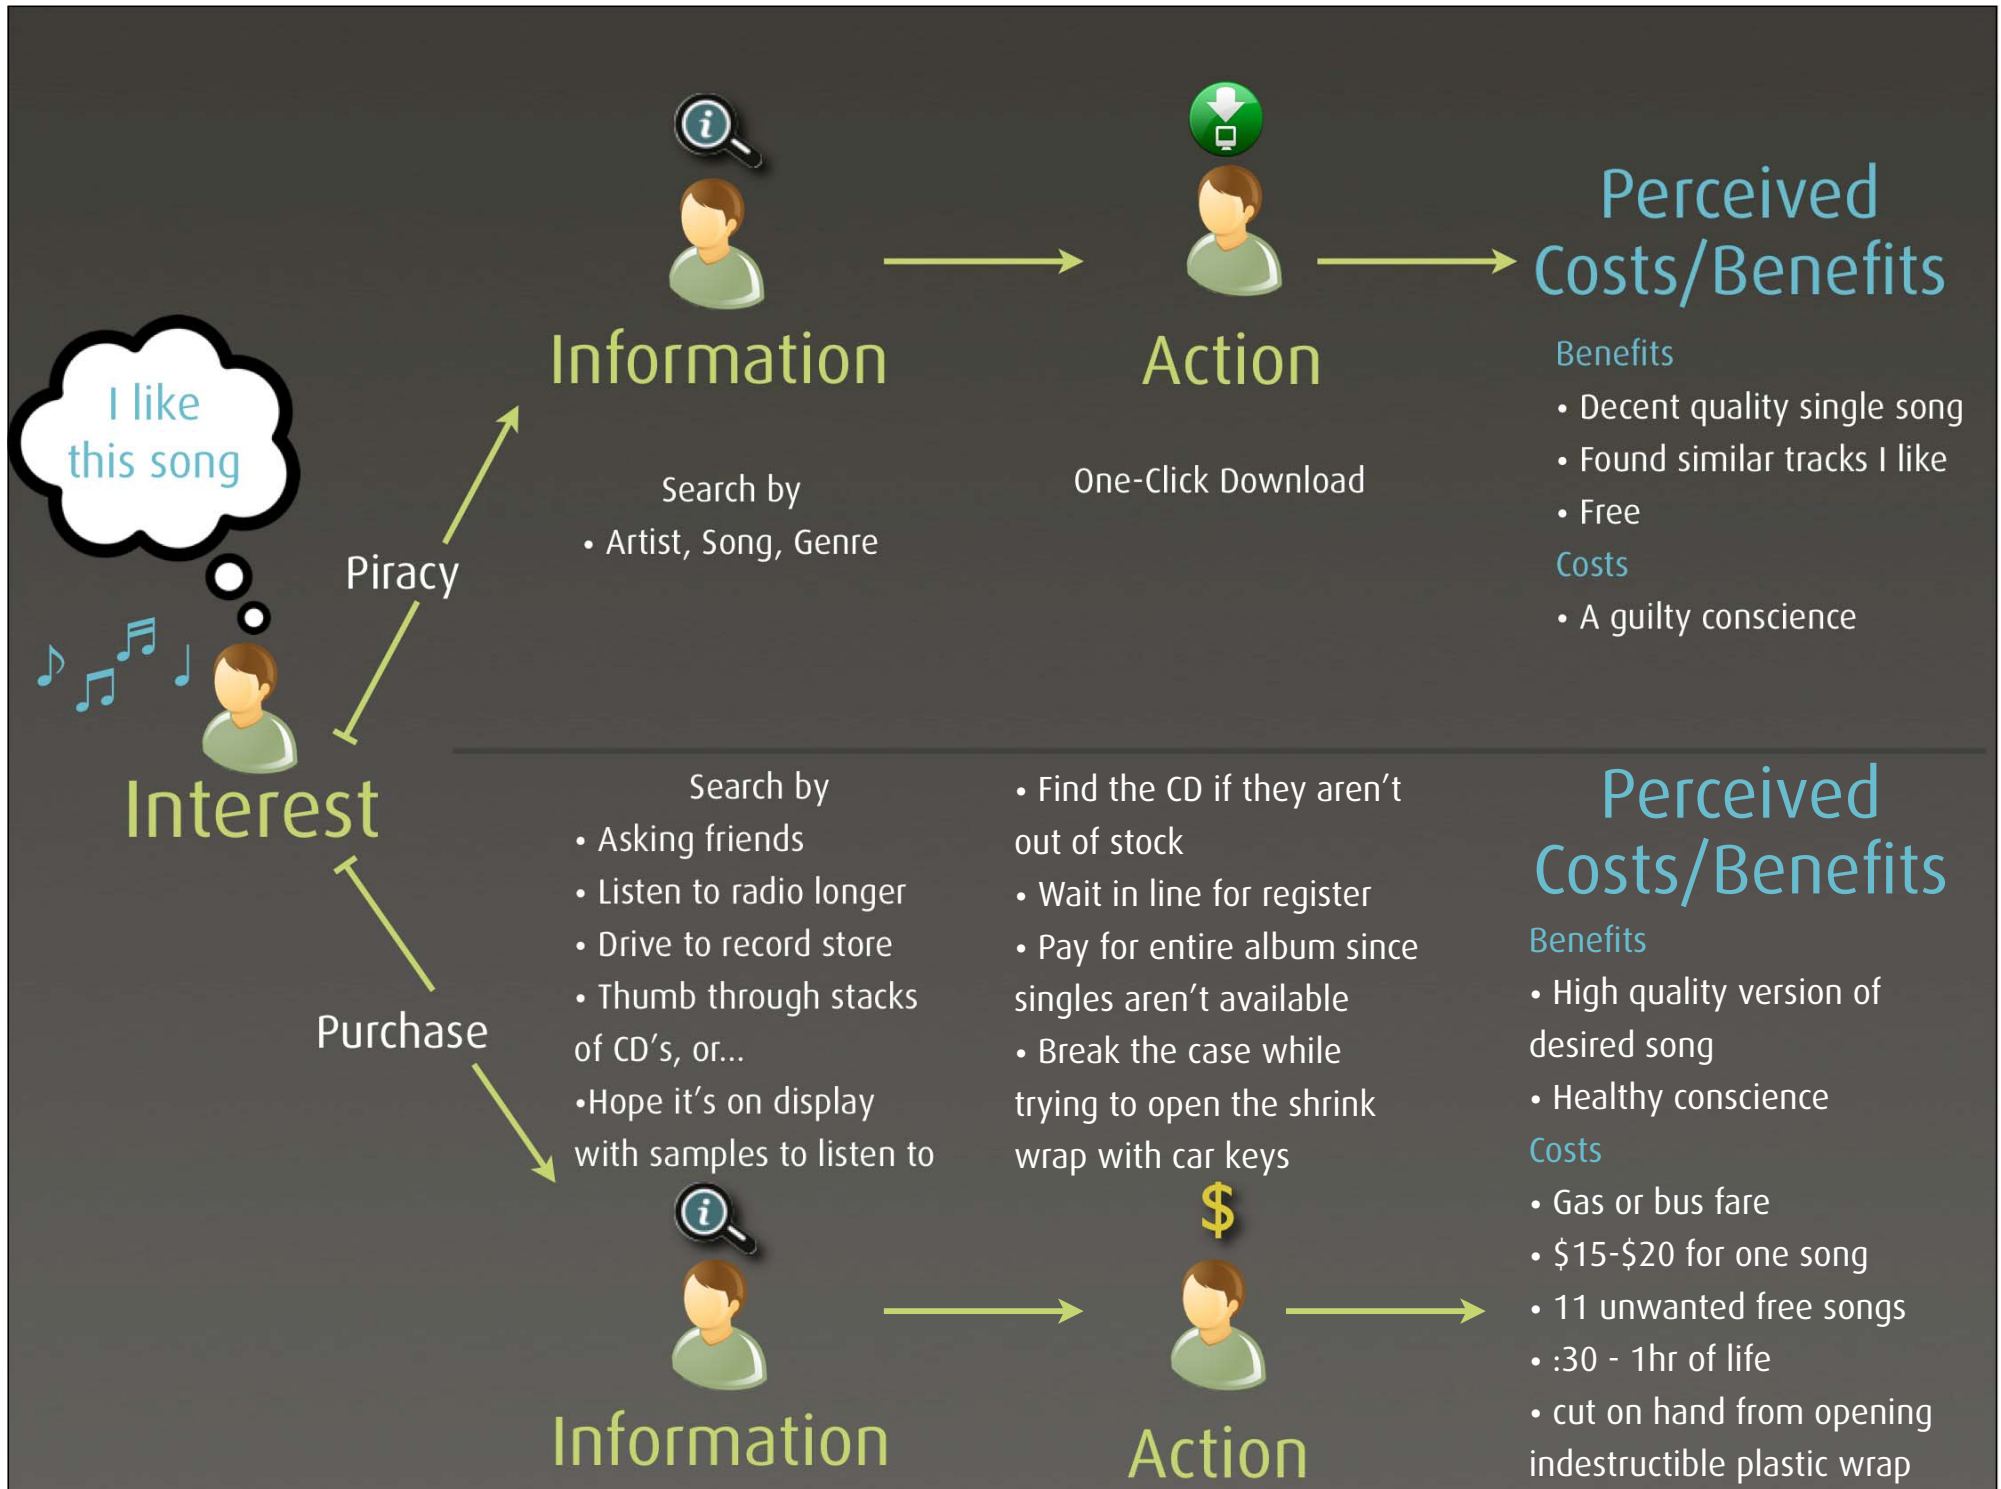 I like
this song
Interest
Piracy
Information
Search by
• Artist, Song, Genre
Action
One-Click Download
Perceived
Costs/Benefits
Benefits
• Decent quality single song
• Found similar tracks I like
• Free
Costs
• A guilty conscience
Purchase
Search by
• Asking friends
• Listen to radio longer
• Drive to record store
• Thumb through stacks
of CD's, or...
•Hope it's on display
with samples to listen to
i
Information
• Find the CD if they aren't
out of stock
• Wait in line for register
• Pay for entire album since
singles aren't available
• Break the case while
trying to open the shrink
wrap with car keys
$
Action
Perceived
Costs/Benefits
Benefits
• High quality version of
desired song
• Healthy conscience
Costs
• Gas or bus fare
• $15-$20 for one song
• 11 unwanted free songs
• :30 - 1hr of life
• cut on hand from opening
indestructible plastic wrap